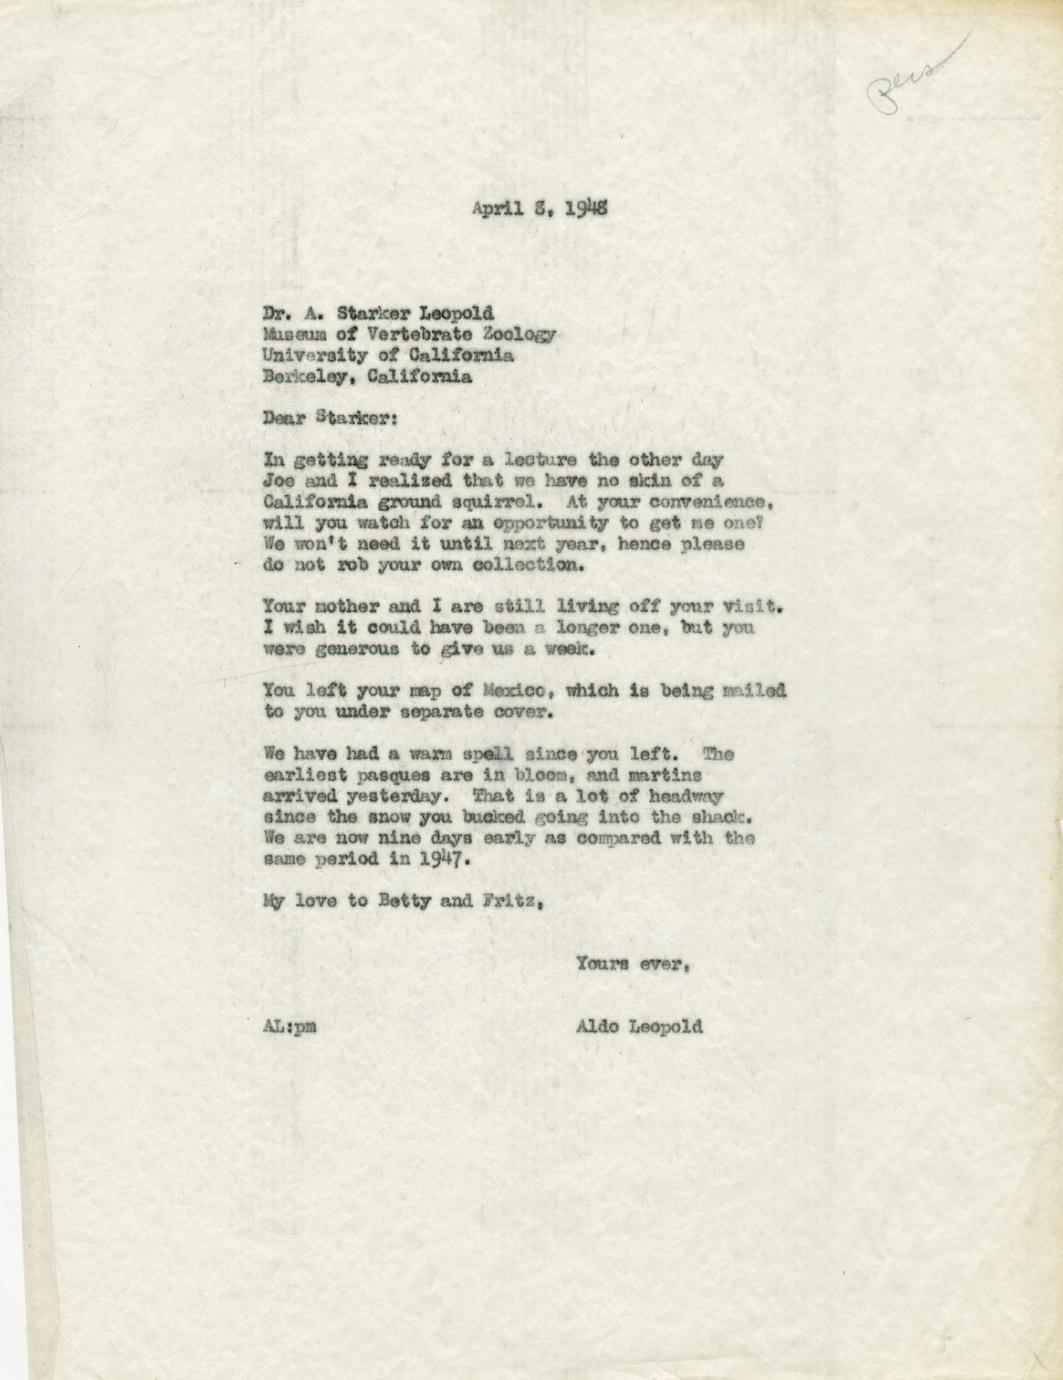 pers
April 8, 1948
Dr. A. Starker Leopold
Museum of Vertebrate Zoology
University of California
Berkeley, California
Dear Starker:
In getting ready for a lecture the other day
Joe and I realized that we have no skin of a
California ground squirrel.  At your convenience,
will you watch for an opportunity to get me one?
We won't need it until next year, hence please
do not rob your own collection.
Your mother and I are still living off your visit.
I wish it could have been a longer one, but you
were generous to give us a week.
You left your map of Mexico, which is being mailed
to you under separate cover.
We have had a warm spell since you left.  The
earliest pasques are in bloom, and martins
arrived yesterday.  That is a lot of headway
since the snow you bucked going into the shack.
We are now nine days early as compared with the
same period in 1947.
My love to Betty and Fritz,
Yours ever,
AL:pm Aldo Leopold